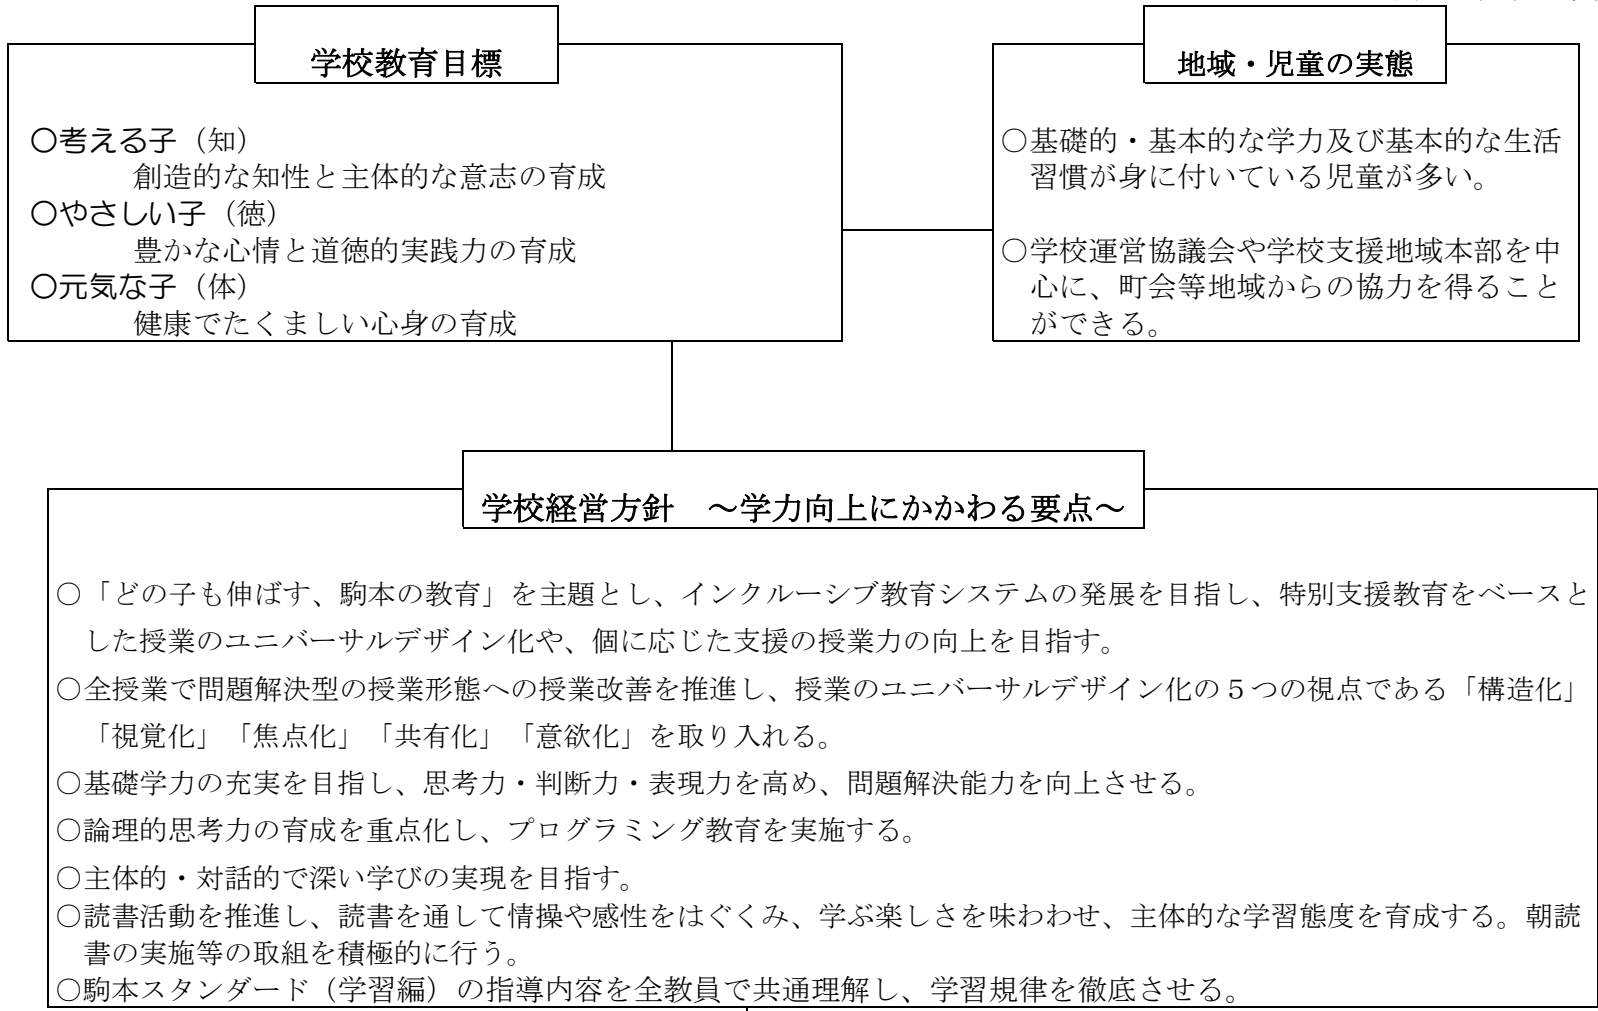 学校教育目標
〇考える子（知）
創造的な知性と主体的な意志の育成
〇やさしい子（徳）
豊かな心情と道徳的実践力の育成
〇元気な子（体）
健康でたくましい心身の育成
地域・児童の実態
○基礎的・基本的な学力及び基本的な生活
習慣が身に付いている児童が多い。
○学校運営協議会や学校支援地域本部を中
心に、町会等地域からの協力を得ること
ができる。
学校経営方針　～学力向上にかかわる要点～
○「どの子も伸ばす、駒本の教育」を主題とし、インクルーシブ教育システムの発展を目指し、特別支援教育をベースと
した授業のユニバーサルデザイン化や、個に応じた支援の授業力の向上を目指す。
○全授業で問題解決型の授業形態への授業改善を推進し、授業のユニバーサルデザイン化の５つの視点である「構造化」
「視覚化」「焦点化」「共有化」「意欲化」を取り入れる。
○基礎学力の充実を目指し、思考力・判断力・表現力を高め、問題解決能力を向上させる。
○論理的思考力の育成を重点化し、プログラミング教育を実施する。
○主体的・対話的で深い学びの実現を目指す。
○読書活動を推進し、読書を通して情操や感性をはぐくみ、学ぶ楽しさを味わわせ、主体的な学習態度を育成する。朝読
書の実施等の取組を積極的に行う。
○駒本スタンダード（学習編）の指導内容を全教員で共通理解し、学習規律を徹底させる。